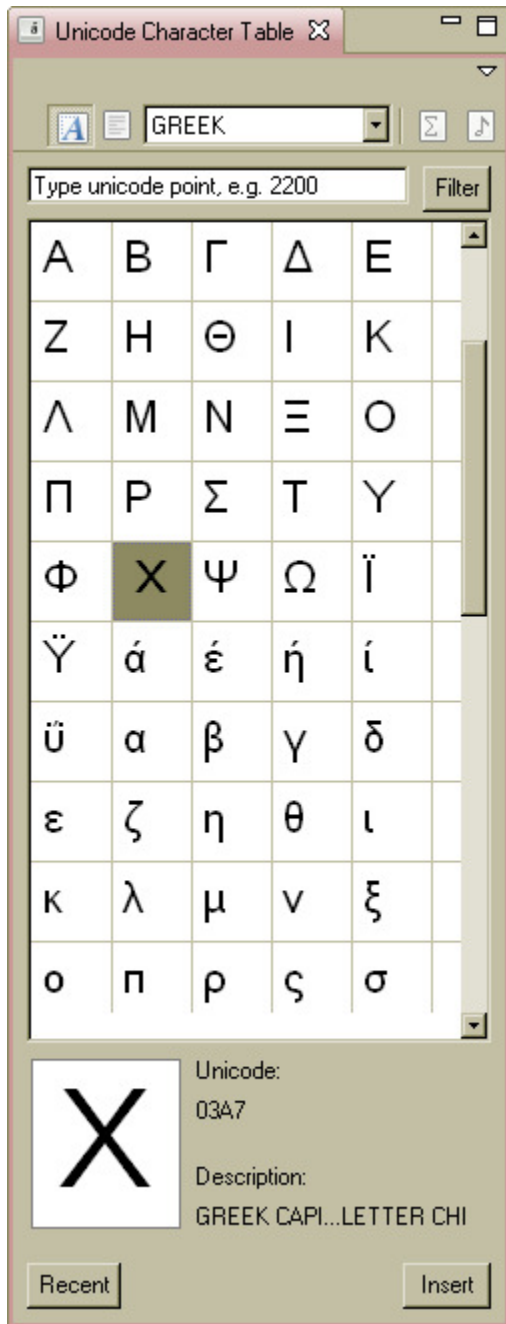 Unicode Character Table
GREEK
Type unicode point, e.g. 2200 Filter
Α Β Γ Δ Ε
Ζ Η Θ Ι Κ
Λ Μ Ν Ξ Ο
Π Ρ Σ Τ Υ
Φ Χ Ψ Ω Ϊ
Ϋ ά έ ή ί
ΰ α β γ δ
ε ζ η θ ι
κ λ μ ν ξ
ο π ρ ς σ
Χ
Unicode:
03A7
Description:
GREEK CAPI...LETTER CHI
Recent Insert